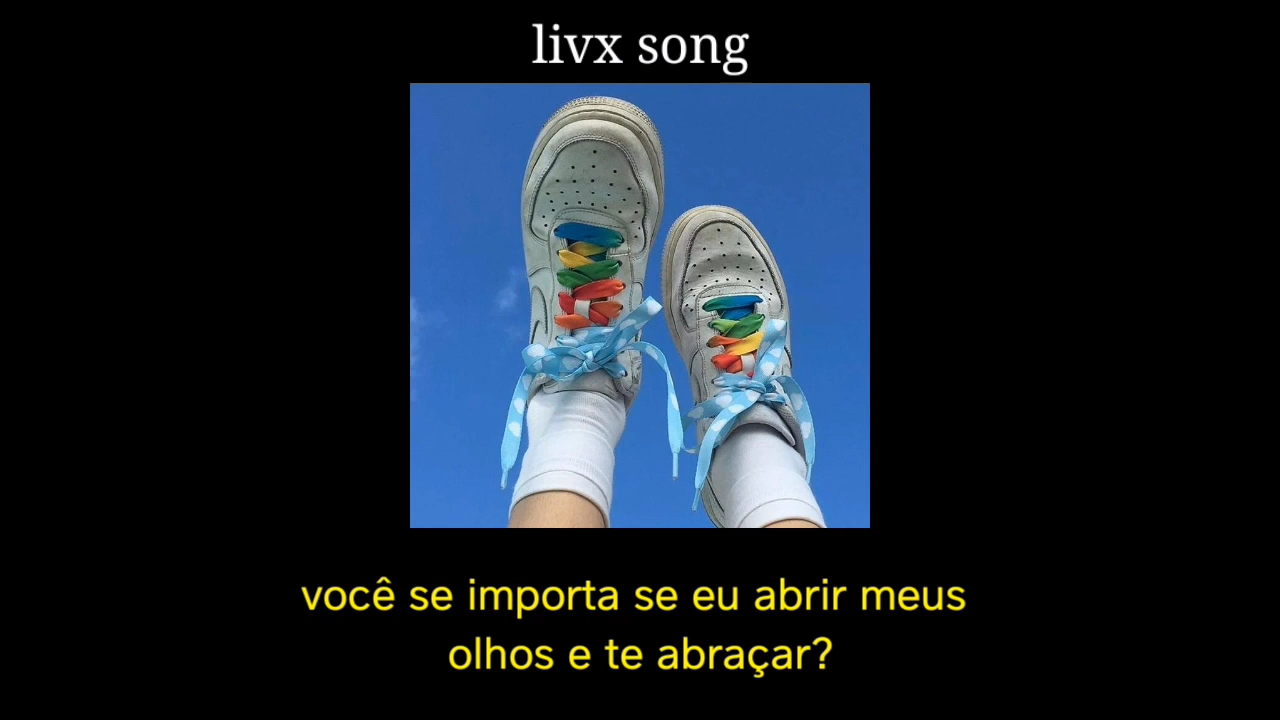 livx song
você se importa se eu abrir meus
olhos e te abraçar?